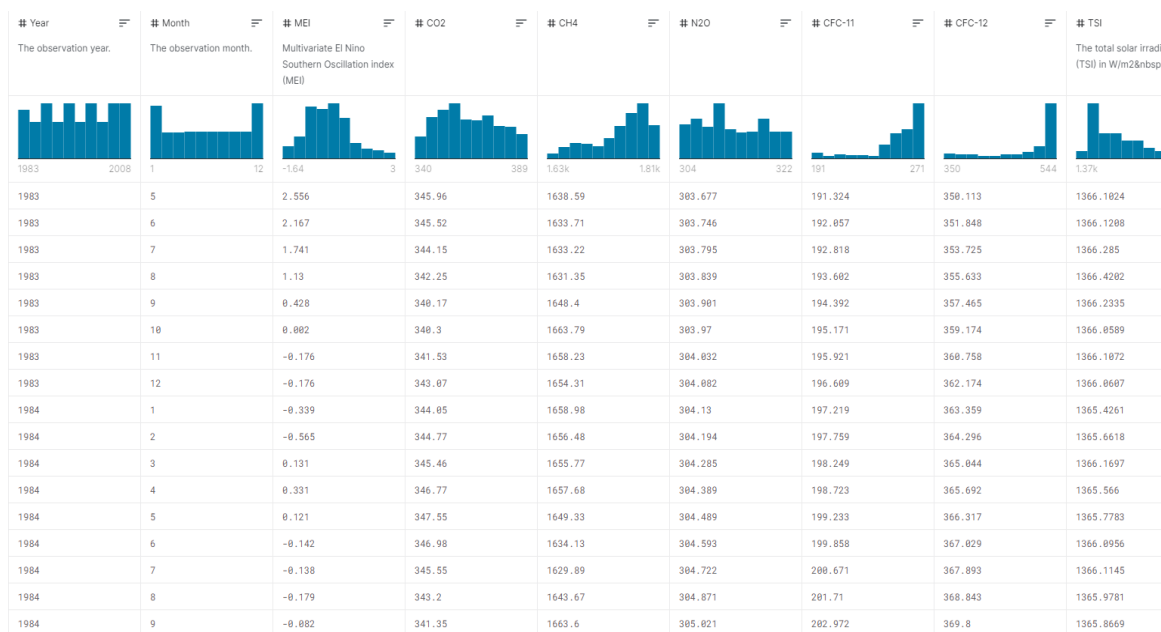 # Year # Month # MEI # CO2 # CH4 # N2O # CFC-11 # CFC-12 # TSI
The observation year. The observation month. Multivariate El Nino The total solar irradi
Southern Oscillation index (TSI) in W/m2&nbsp
(MEI)
1983 2008 1 12 -1.64 3 340 389 1.63k 1.81k 304 322 191 271 350 544 1.37k
1983 5 2.556 345.96 1638.59 303.677 191.324 350.113 1366.1024
1983 6 2.167 345.52 1633.71 303.746 192.057 351.848 1366.1208
1983 7 1.741 344.15 1633.22 303.795 192.818 353.725 1366.285
1983 8 1.13 342.25 1631.35 303.839 193.602 355.633 1366.4202
1983 9 0.428 340.17 1648.4 303.901 194.392 357.465 1366.2335
1983 10 0.002 340.3 1663.79 303.97 195.171 359.174 1366.0589
1983 11 -0.176 341.53 1658.23 304.032 195.921 360.758 1366.1072
1983 12 -0.176 343.07 1654.31 304.082 196.609 362.174 1366.0607
1984 1 -0.339 344.05 1658.98 304.13 197.219 363.359 1365.4261
1984 2 -0.565 344.77 1656.48 304.194 197.759 364.296 1365.6618
1984 3 0.131 345.46 1655.77 304.285 198.249 365.044 1366.1697
1984 4 0.331 346.77 1657.68 304.389 198.723 365.692 1365.566
1984 5 0.121 347.55 1649.33 304.489 199.233 366.317 1365.7783
1984 6 -0.142 346.98 1634.13 304.593 199.858 367.029 1366.0956
1984 7 -0.138 345.55 1629.89 304.722 200.671 367.893 1366.1145
1984 8 -0.179 343.2 1643.67 304.871 201.71 368.843 1365.9781
1984 9 -0.082 341.35 1663.6 305.021 202.972 369.8 1365.8669